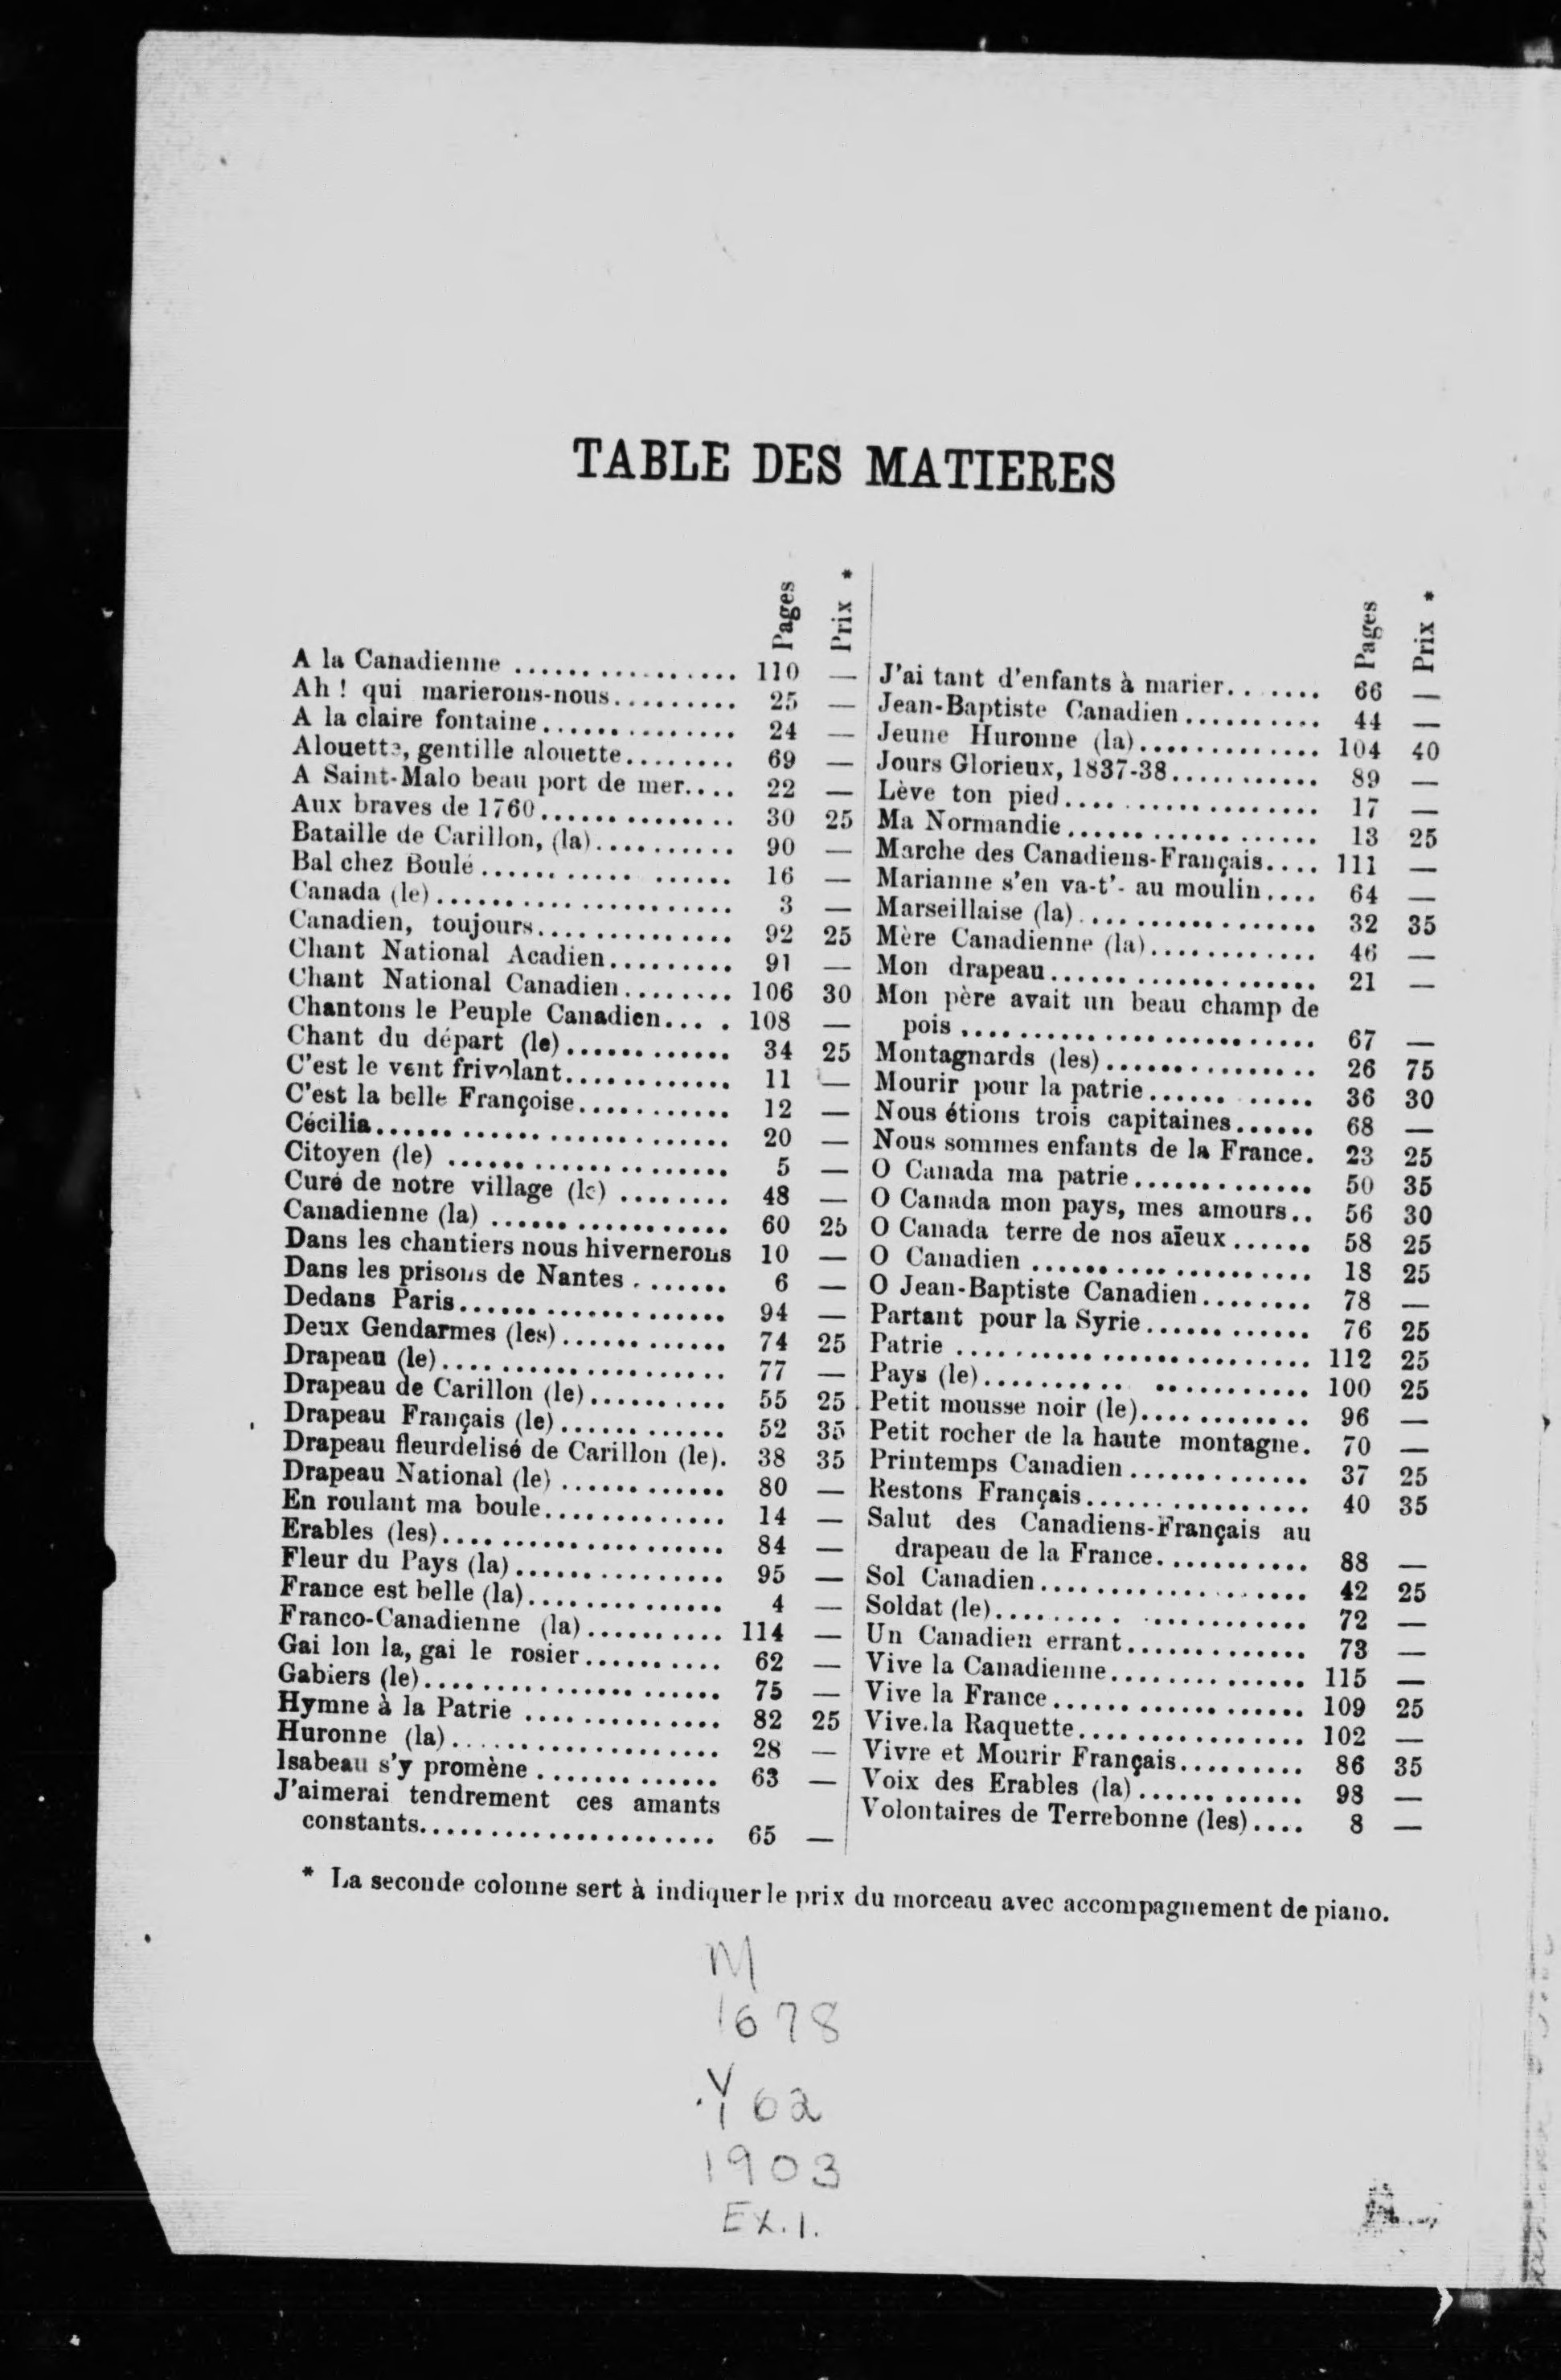 TABLE DES MATIERES
Pages Prix *
A la Canadienne ................. 110 —
Ah ! qui marierons-nous.......... 25 —
A la claire fontaine............... 24 —
Alouette, gentille alouette......... 69 —
A Saint-Malo beau port de mer.... 22 —
Aux braves de 1760............... 30 25
Bataille de Carillon, (la).......... 90 —
Bal chez Boulé.................... 16 —
Canada (le)....................... 3 —
Canadien, toujours............... 92 25
Chant National Acadien.......... 91 —
Chant National Canadien........ 106 30
Chantons le Peuple Canadien.... 108 —
Chant du départ (le)............. 34 25
C'est le vent frivolant............. 11 —
C'est la belle Françoise........... 12 —
Cécilia........................... 20 —
Citoyen (le) ..................... 5 —
Curé de notre village (le) ........ 48 —
Canadienne (la) .................. 60 25
Dans les chantiers nous hivernerons 10 —
Dans les prisons de Nantes ....... 6 —
Dedans Paris..................... 94 —
Deux Gendarmes (les)............ 74 25
Drapeau (le)..................... 77 —
Drapeau de Carillon (le).......... 55 25
Drapeau Français (le)............ 52 35
Drapeau fleurdelisé de Carillon (le). 38 35
Drapeau National (le) ............ 80 —
En roulant ma boule............. 14 —
Erables (les)..................... 84 —
Fleur du Pays (la)................ 95 —
France est belle (la)............... 4 —
Franco-Canadienne (la)........... 114 —
Gai lon la, gai le rosier.......... 62 —
Gabiers (le)...................... 75 —
Hymne à la Patrie ............... 82 25
Huronne (la)..................... 28 —
Isabeau s'y promène ............. 63 —
J'aimerai tendrement ces amants
constants...................... 65 —
Pages Prix *
J'ai tant d'enfants à marier....... 66 —
Jean-Baptiste Canadien.......... 44 —
Jeune Huronne (la).............. 104 40
Jours Glorieux, 1837-38........... 89 —
Lève ton pied.................... 17 —
Ma Normandie................... 13 25
Marche des Canadiens-Français.... 111 —
Marianne s'en va-t'- au moulin.... 64 —
Marseillaise (la).................. 32 35
Mère Canadienne (la)............. 46 —
Mon drapeau.................... 21 —
Mon père avait un beau champ de
pois .......................... 67 —
Montagnards (les)................ 26 75
Mourir pour la patrie............ 36 30
Nous étions trois capitaines...... 68 —
Nous sommes enfants de la France. 23 25
O Canada ma patrie............. 50 35
O Canada mon pays, mes amours.. 56 30
O Canada terre de nos aïeux...... 58 25
O Canadien ..................... 18 25
O Jean-Baptiste Canadien........ 78 —
Partant pour la Syrie............ 76 25
Patrie .......................... 112 25
Pays (le)........................ 100 25
Petit mousse noir (le)............ 96 —
Petit rocher de la haute montagne. 70 —
Printemps Canadien ............. 37 25
Restons Français................. 40 35
Salut des Canadiens-Français au
drapeau de la France........... 88 —
Sol Canadien.................... 42 25
Soldat (le)....................... 72 —
Un Canadien errant.............. 73 —
Vive la Canadienne............... 115 —
Vive la France................... 109 25
Vive.la Raquette................. 102 —
Vivre et Mourir Français......... 86 35
Voix des Erables (la)............ 98 —
Volontaires de Terrebonne (les).... 8 —
* La seconde colonne sert à indiquer le prix du morceau avec accompagnement de piano.
M
1678
.Y62
1903
Ex.1.